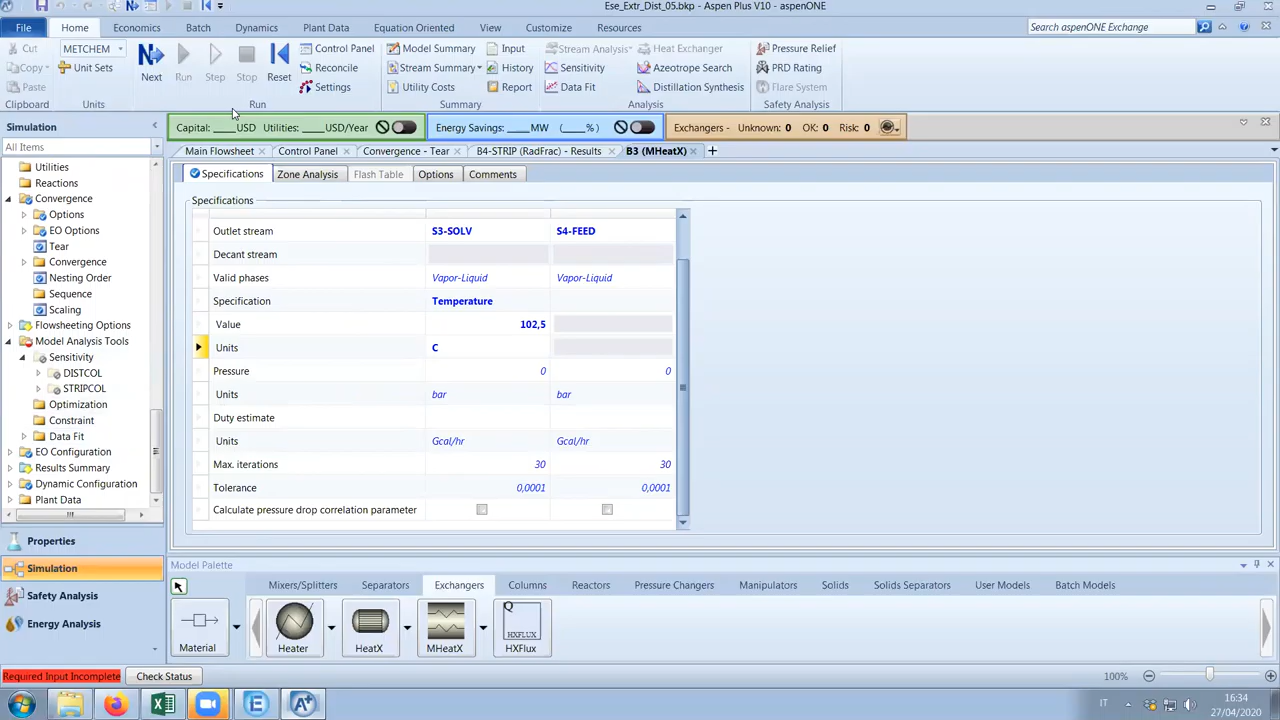 Ese_Extr_Dist_05.bkp - Aspen Plus V10 - aspenONE
File Home Economics Batch Dynamics Plant Data Equation Oriented View Customize Resources Search aspenONE Exchange
Cut METCHEM Control Panel Model Summary Input Stream Analysis Heat Exchanger Pressure Relief
Copy Unit Sets Next Run Step Stop Reset Reconcile Stream Summary History Sensitivity Azeotrope Search PRD Rating
Paste Settings Utility Costs Report Data Fit Distillation Synthesis Flare System
Clipboard Units Run Summary Analysis Safety Analysis
Simulation Capital: ____USD Utilities: ____USD/Year Energy Savings: ____MW (____%) Exchangers - Unknown: 0 OK: 0 Risk: 0
All Items Main Flowsheet Control Panel Convergence - Tear B4-STRIP (RadFrac) - Results B3 (MHeatX) +
Utilities
Reactions
Convergence
Options
EO Options
Tear
Convergence
Nesting Order
Sequence
Scaling
Flowsheeting Options
Model Analysis Tools
Sensitivity
DISTCOL
STRIPCOL
Optimization
Constraint
Data Fit
EO Configuration
Results Summary
Dynamic Configuration
Plant Data
Properties
Simulation
Safety Analysis
Energy Analysis
Specifications Zone Analysis Flash Table Options Comments
Specifications
Outlet stream S3-SOLV S4-FEED
Decant stream
Valid phases Vapor-Liquid Vapor-Liquid
Specification Temperature
Value 102,5
Units C
Pressure 0 0
Units bar bar
Duty estimate
Units Gcal/hr Gcal/hr
Max. iterations 30 30
Tolerance 0,0001 0,0001
Calculate pressure drop correlation parameter
Model Palette
Mixers/Splitters Separators Exchangers Columns Reactors Pressure Changers Manipulators Solids Solids Separators User Models Batch Models
Q
HXFLUX
Material Heater HeatX MHeatX HXFlux
Required Input Incomplete Check Status 100%
IT 16:34
27/04/2020